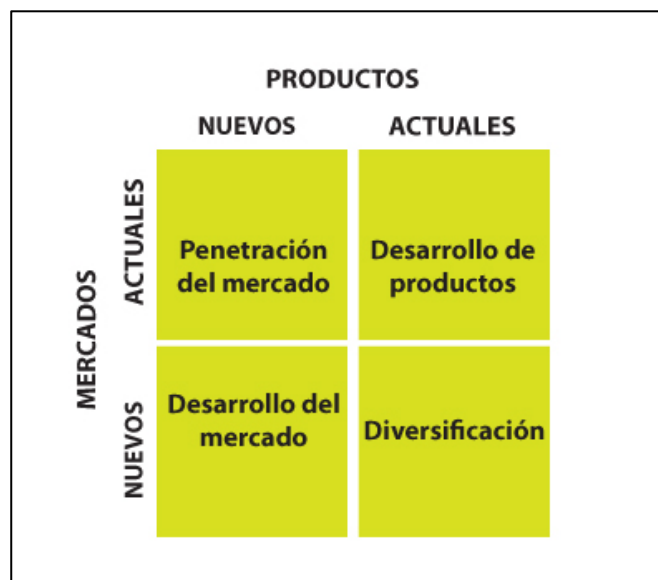 PRODUCTOS
NUEVOS
ACTUALES
MERCADOS
ACTUALES
Penetración
del mercado
Desarrollo de
productos
NUEVOS
Desarrollo del
mercado
Diversificación